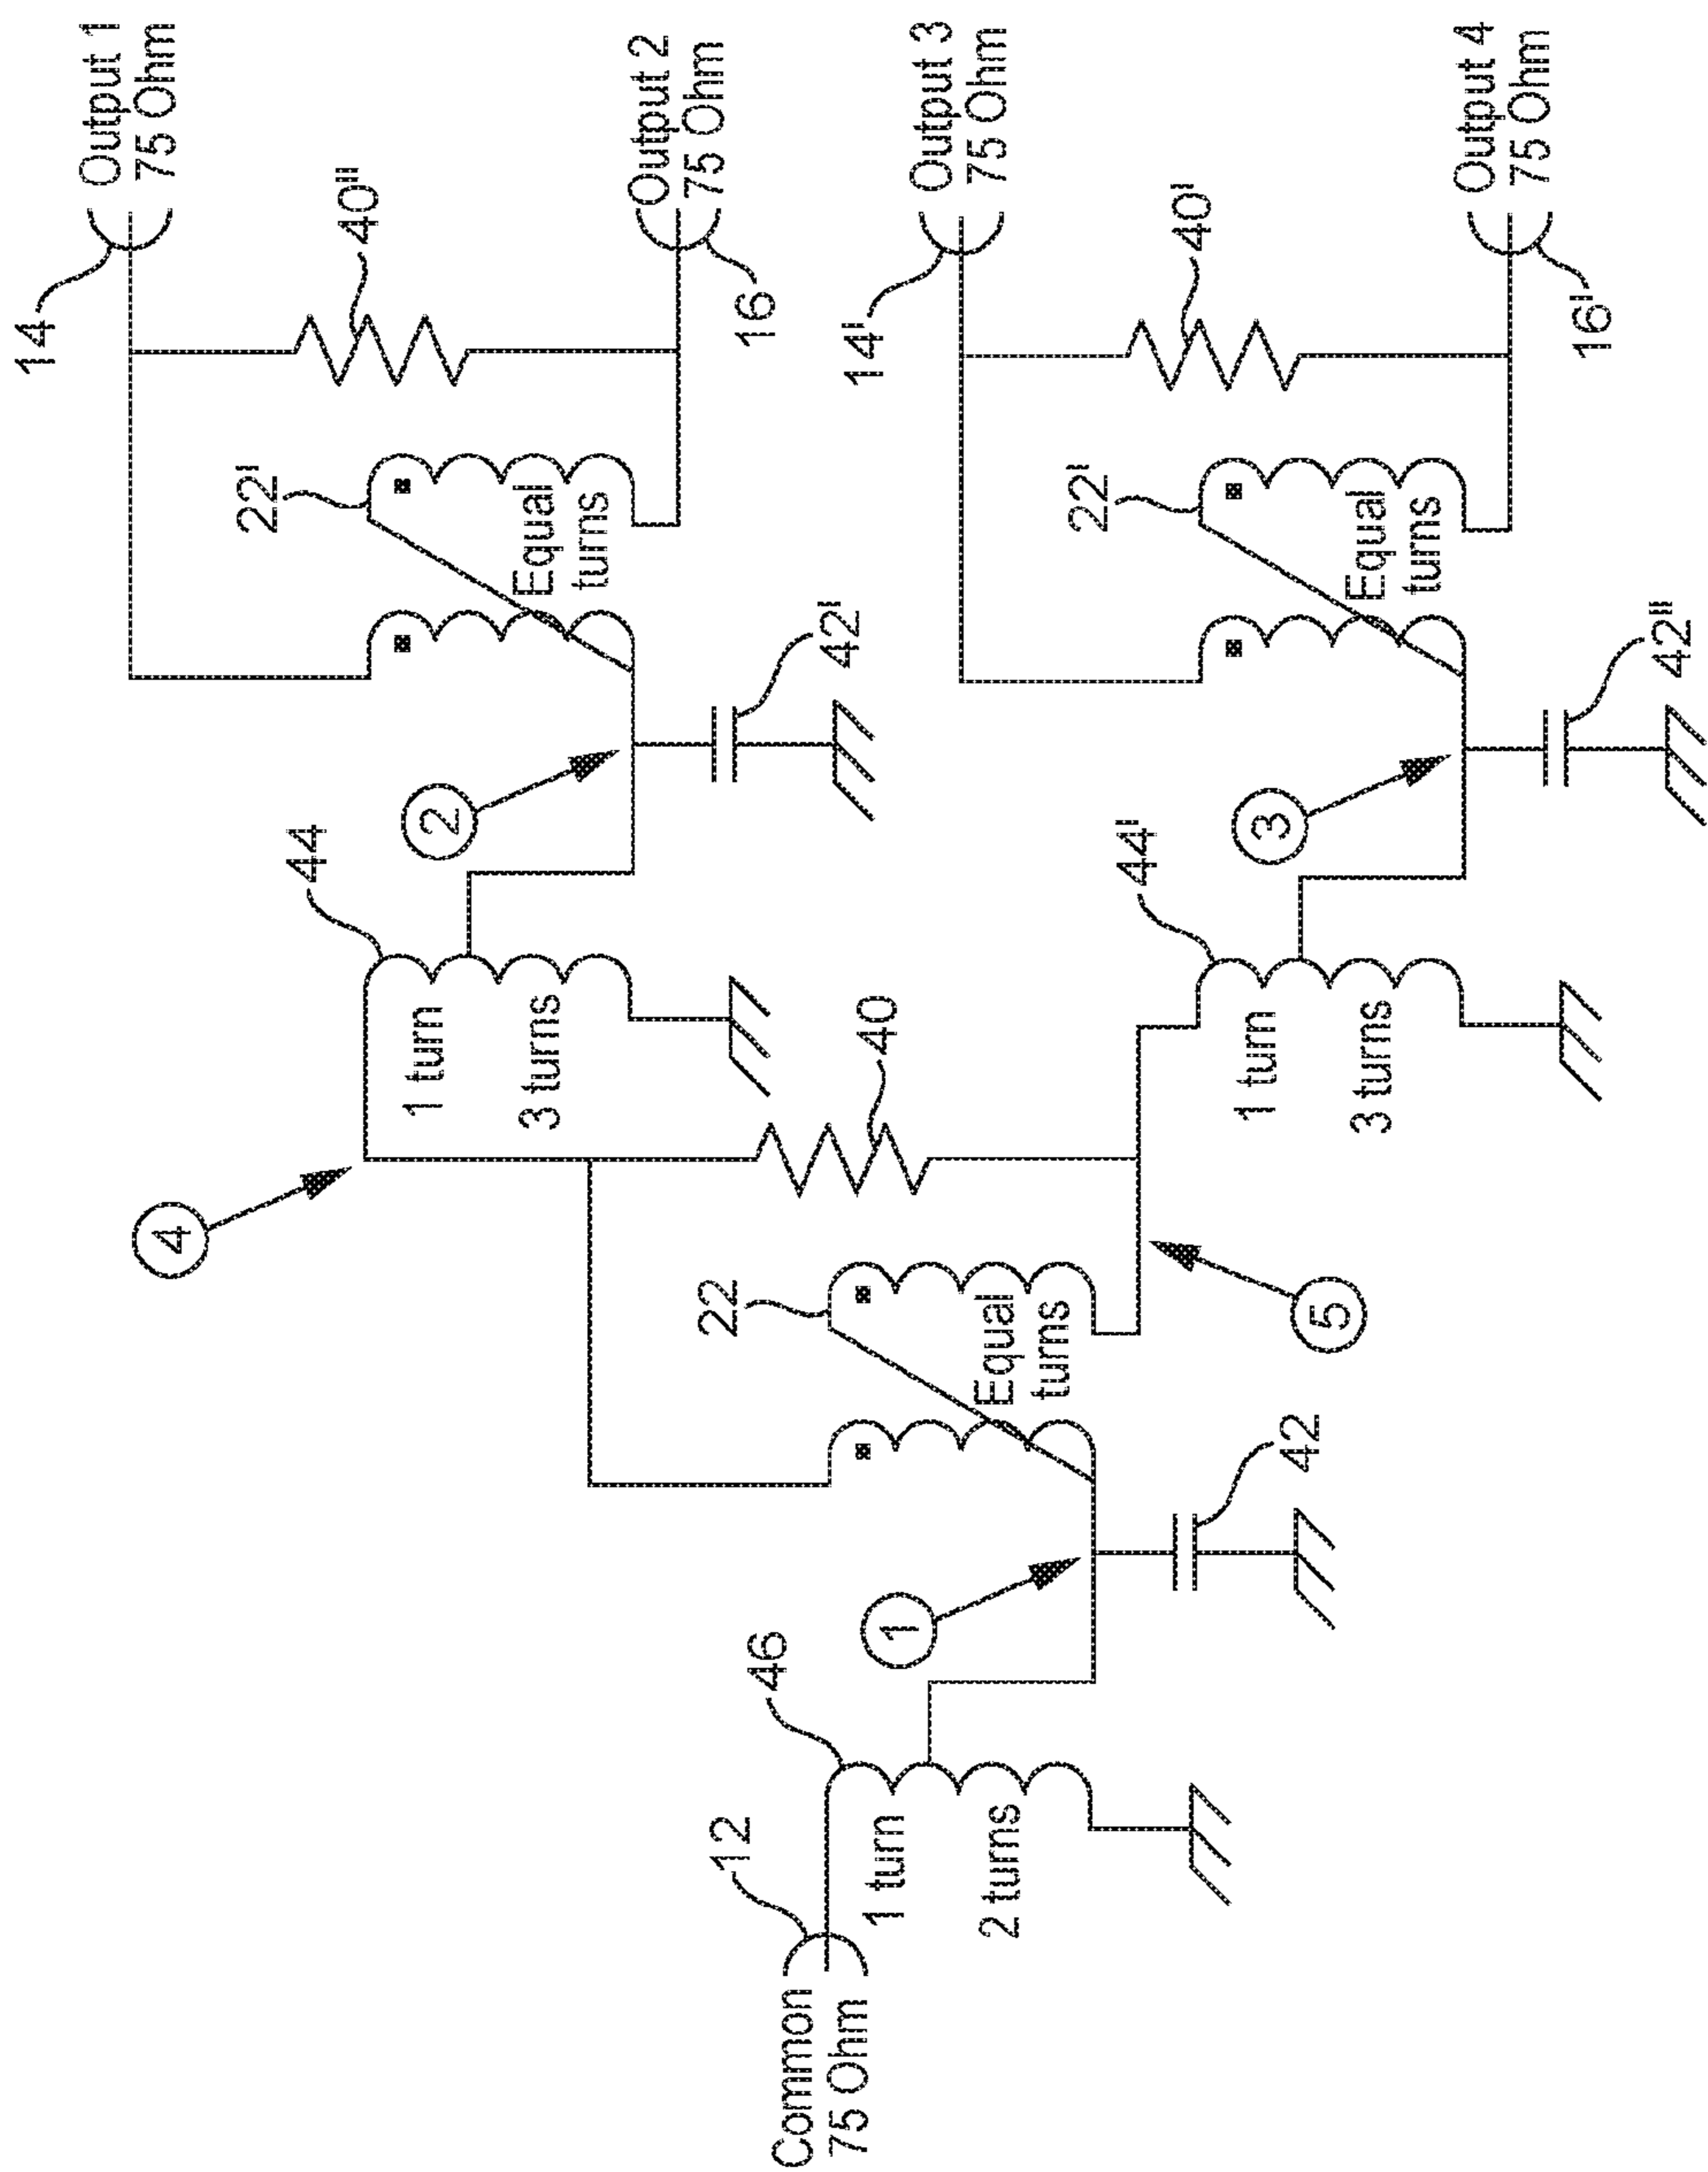 14
Output 1
75 Ohm
40"
22'
Equal
turns
Output 2
75 Ohm
16
44
2
42'
4
1 turn
3 turns
14'
Output 3
75 Ohm
40'
22'
Equal
turns
Output 4
75 Ohm
16'
40
44'
3
42"
1 turn
3 turns
22
Equal
turns
5
Common
75 Ohm
12
46
1 turn
2 turns
1
42